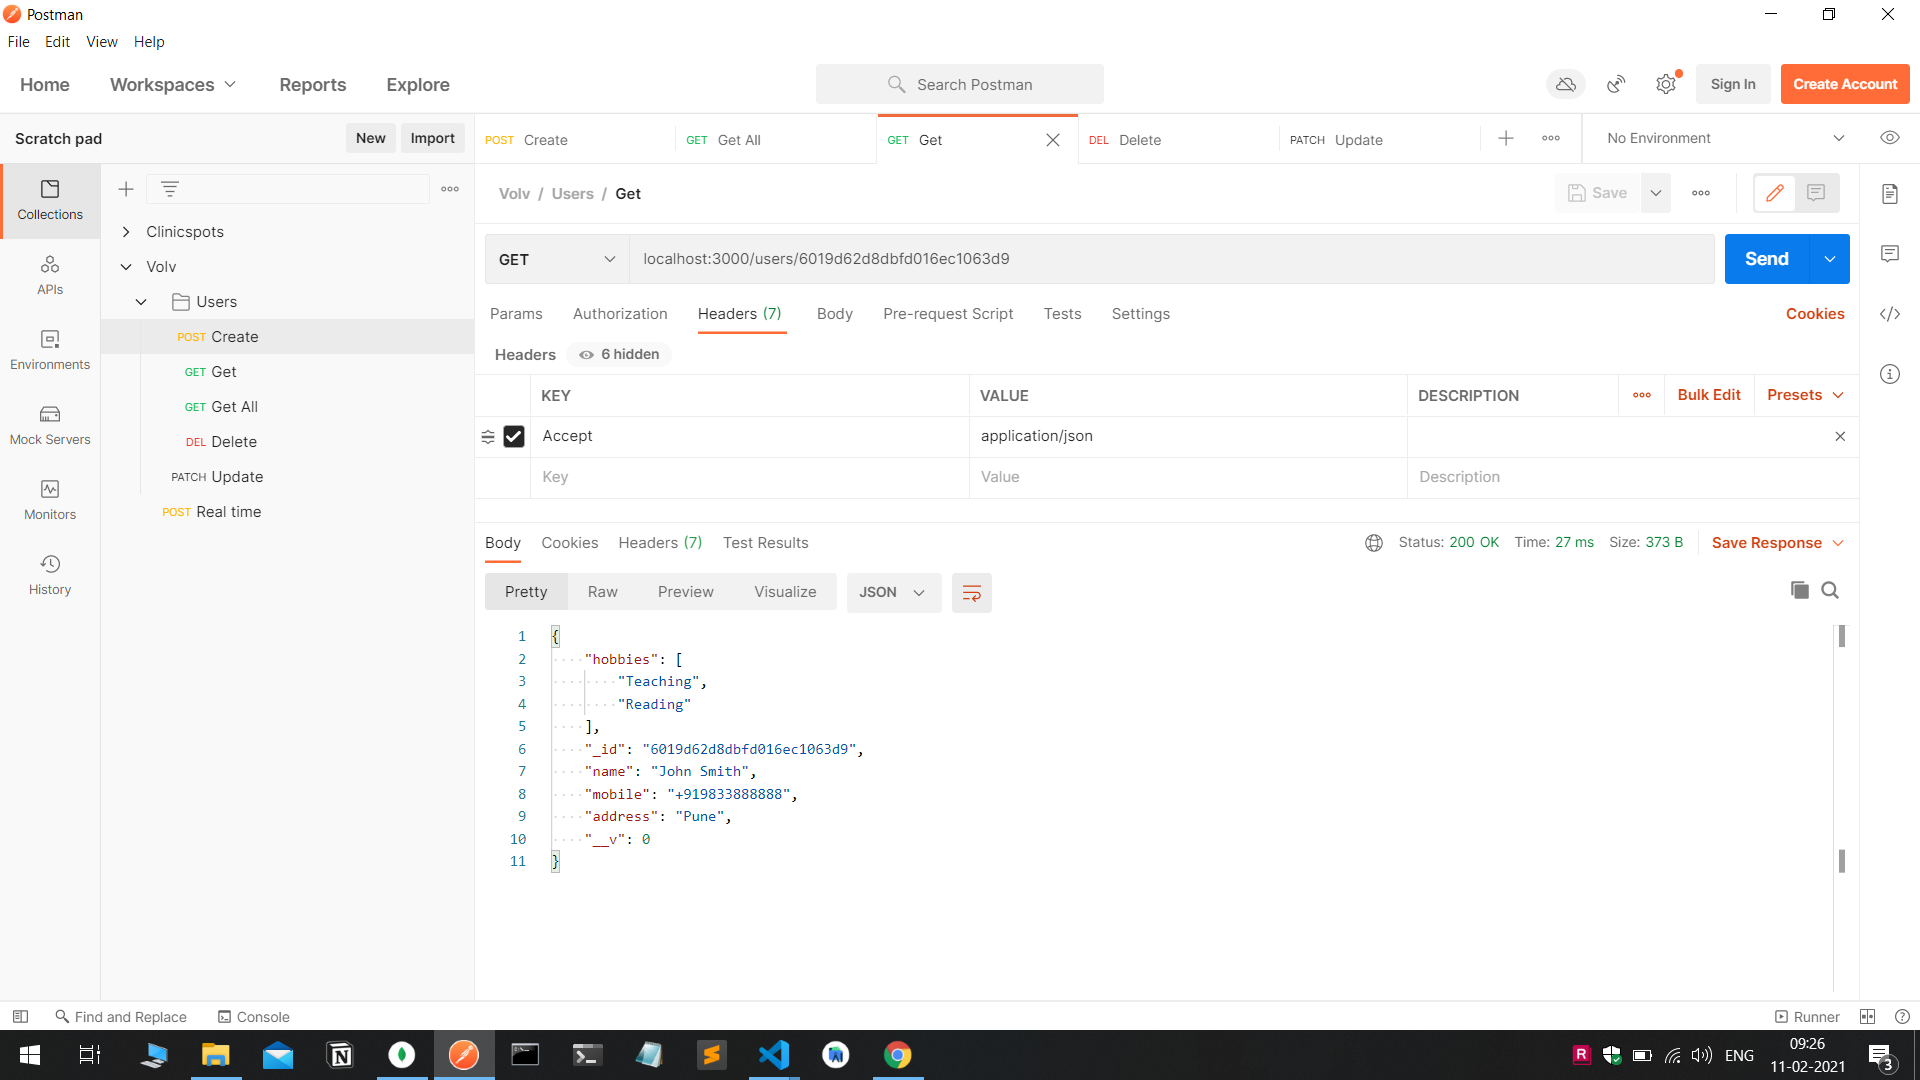 Postman
File Edit View Help
Home Workspaces Reports Explore Search Postman Sign In Create Account
Scratch pad New Import POST Create GET Get All GET Get DEL Delete PATCH Update No Environment
Collections
APIs
Environments
Mock Servers
Monitors
History
Clinicspots
Volv
Users
POST Create
GET Get
GET Get All
DEL Delete
PATCH Update
POST Real time
Volv / Users / Get Save
GET localhost:3000/users/6019d62d8dbfd016ec1063d9 Send
Params Authorization Headers (7) Body Pre-request Script Tests Settings Cookies
Headers 6 hidden
KEY VALUE DESCRIPTION Bulk Edit Presets
Accept application/json
Key Value Description
Body Cookies Headers (7) Test Results Status: 200 OK Time: 27 ms Size: 373 B Save Response
Pretty Raw Preview Visualize JSON
1 {
2 "hobbies": [
3 "Teaching",
4 "Reading"
5 ],
6 "_id": "6019d62d8dbfd016ec1063d9",
7 "name": "John Smith",
8 "mobile": "+919833888888",
9 "address": "Pune",
10 "__v": 0
11 }
Find and Replace Console Runner
R ENG 09:26
11-02-2021 3